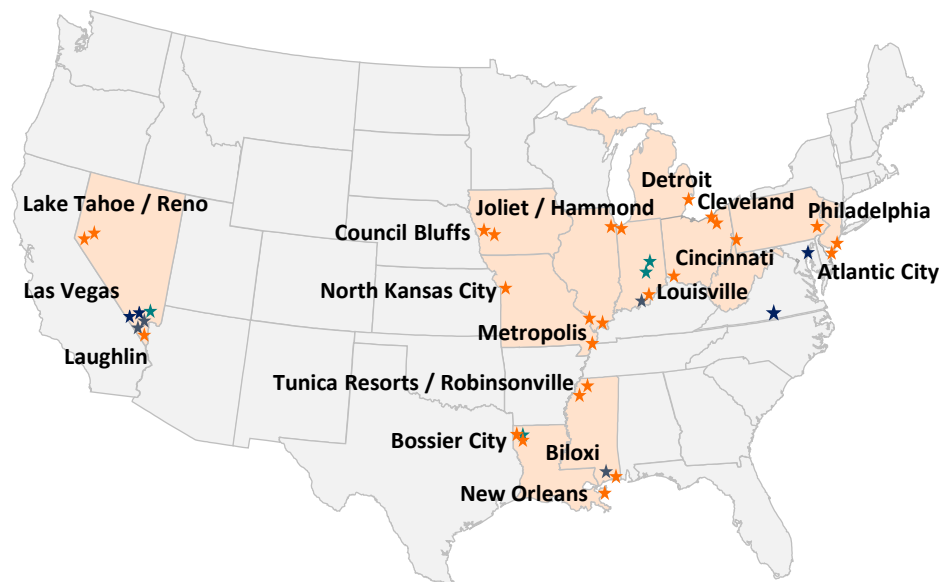 Detroit
Lake Tahoe / Reno
Cleveland
Joliet / Hammond
Philadelphia
Council Bluffs
Cincinnati
Atlantic City
Las Vegas
North Kansas City
Louisville
Metropolis
Laughlin
Tunica Resorts / Robinsonville
Bossier City
Biloxi
New Orleans